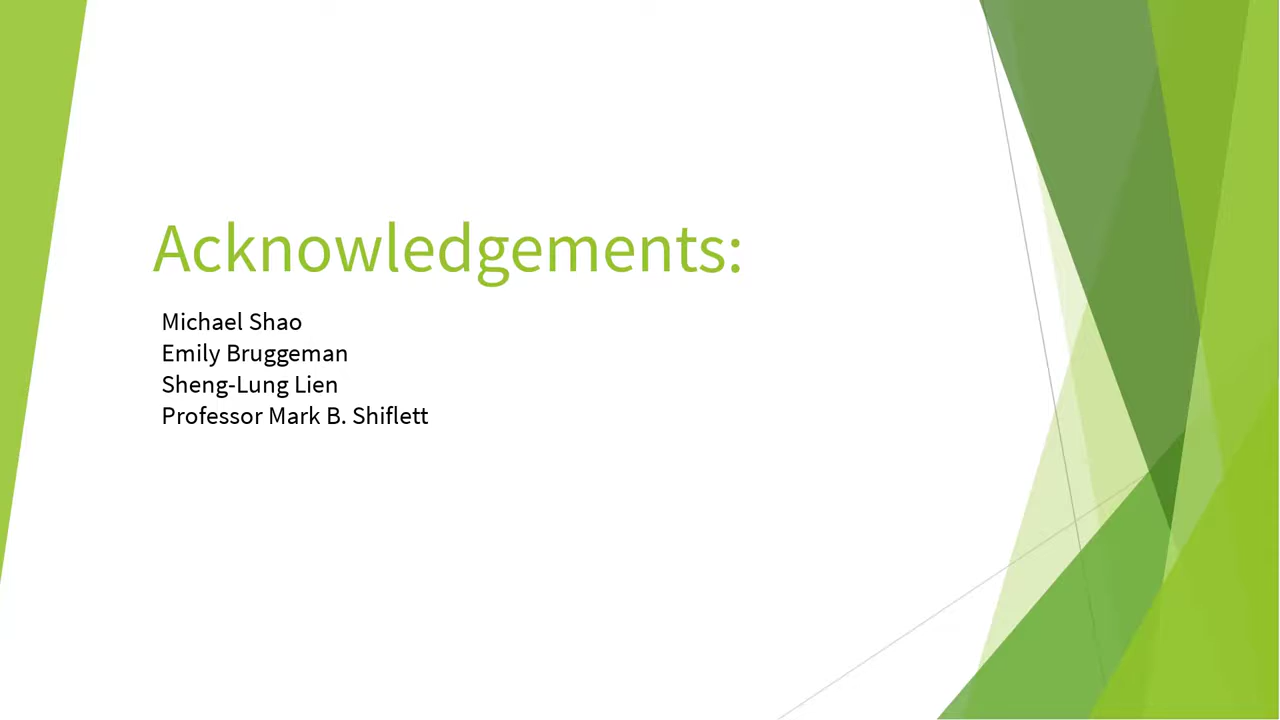 Acknowledgements:
Michael Shao
Emily Bruggeman
Sheng-Lung Lien
Professor Mark B. Shiflett